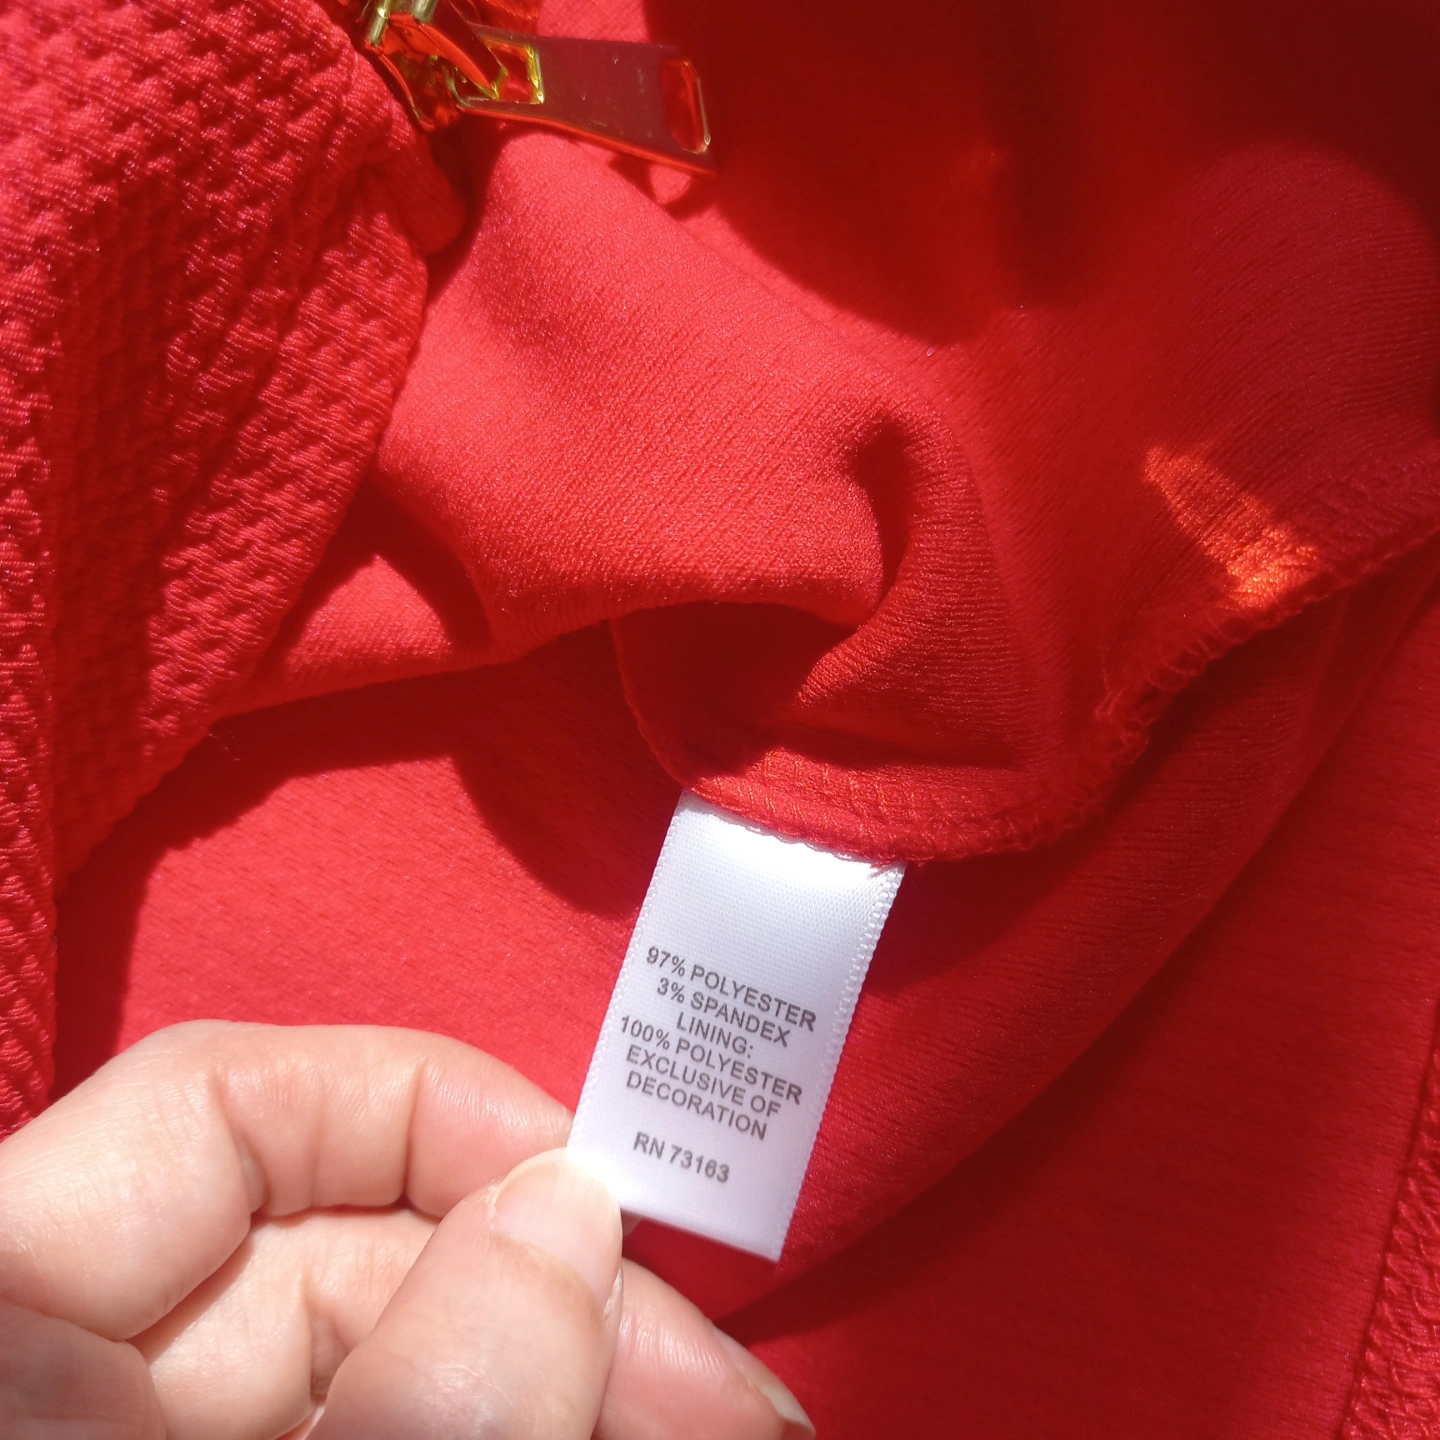 97% POLYESTER
3% SPANDEX
LINING:
100% POLYESTER
EXCLUSIVE OF
DECORATION
RN 73163